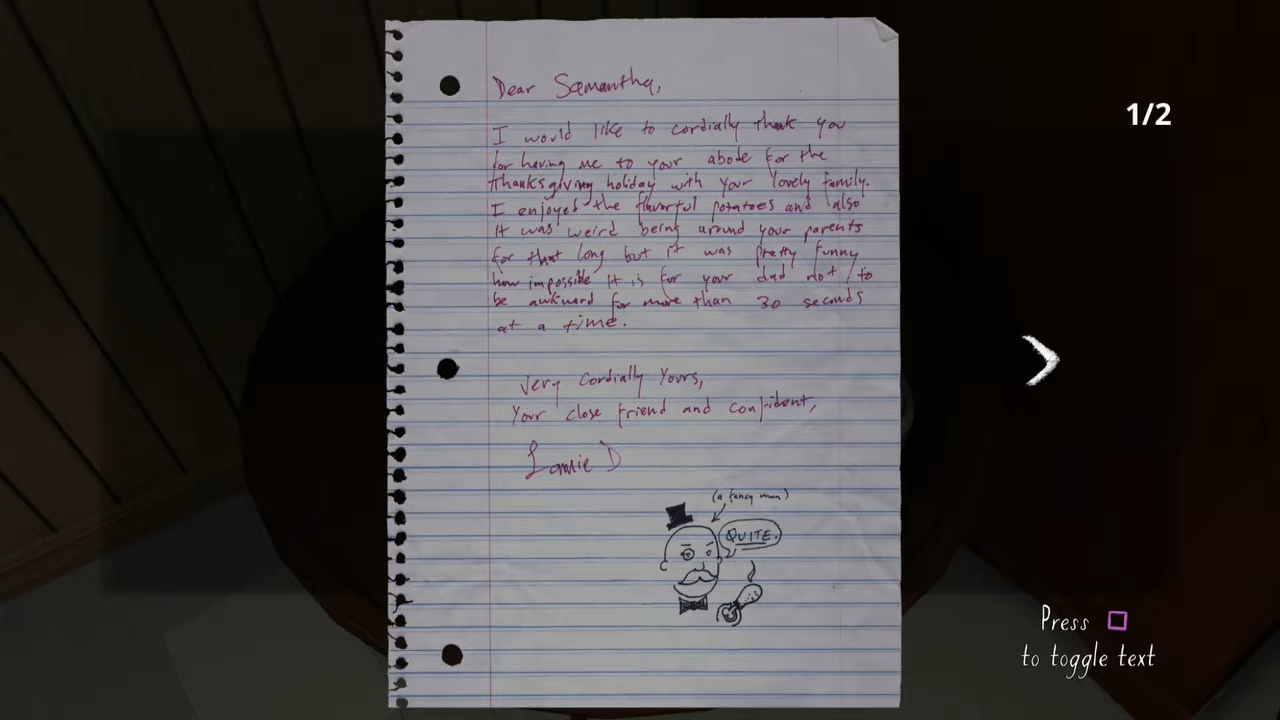 Dear Samantha,
1/2
I would like to cordially thank you
for having me to your abode for the
thanksgiving holiday with your lovely family.
I enjoyed the flavorful potatoes and also
it was weird being around your parents
for that long but it was pretty funny
how impossible it is for your dad not to
be awkward for more than 30 seconds
at a time.
Very Cordially Yours,
Your close friend and confident,
Lonnie D
(a fancy man)
QUITE.
Press
to toggle text